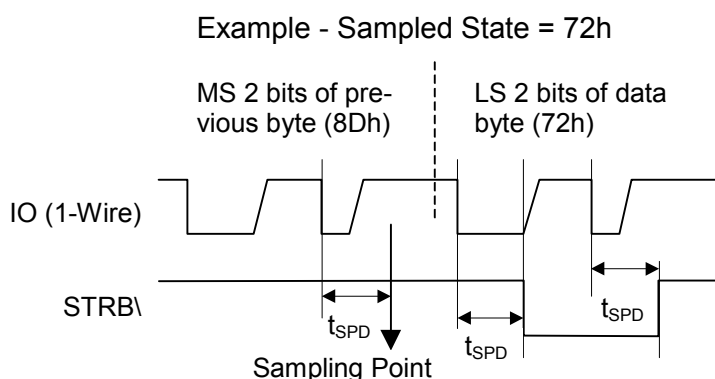 Example - Sampled State = 72h
MS 2 bits of pre-
vious byte (8Dh)
LS 2 bits of data
byte (72h)
IO (1-Wire)
STRB\
tSPD
tSPD
tSPD
Sampling Point